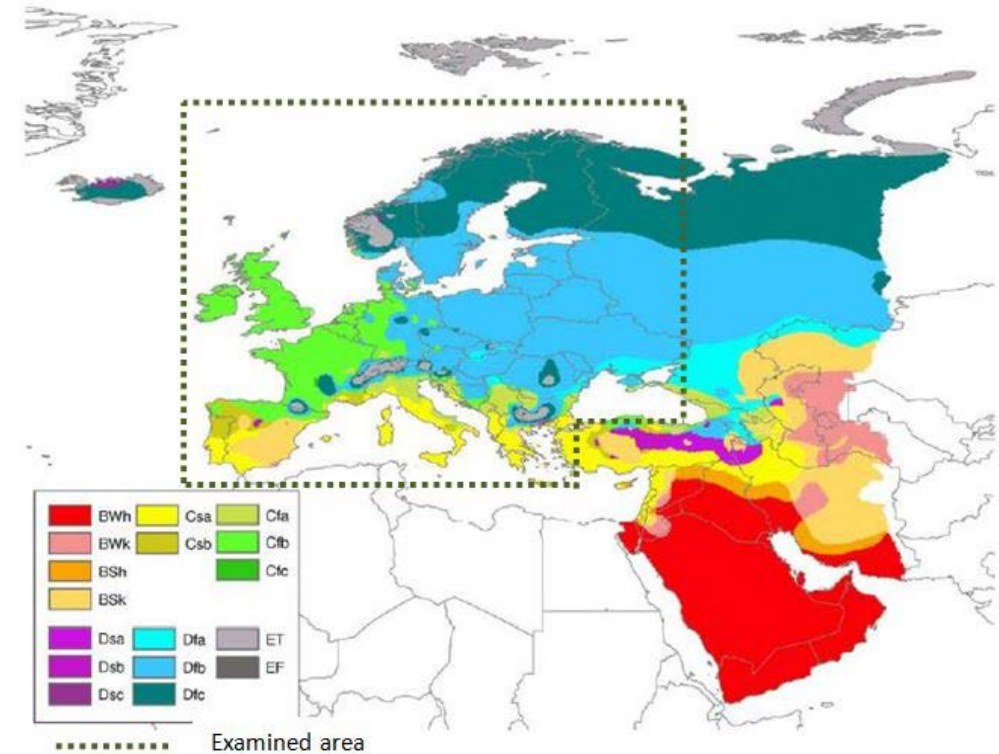 BWh Csa Cfa
BWk Csb Cfb
BSh Cfc
BSk
Dsa Dfa ET
Dsb Dfb EF
Dsc Dfc
Examined area